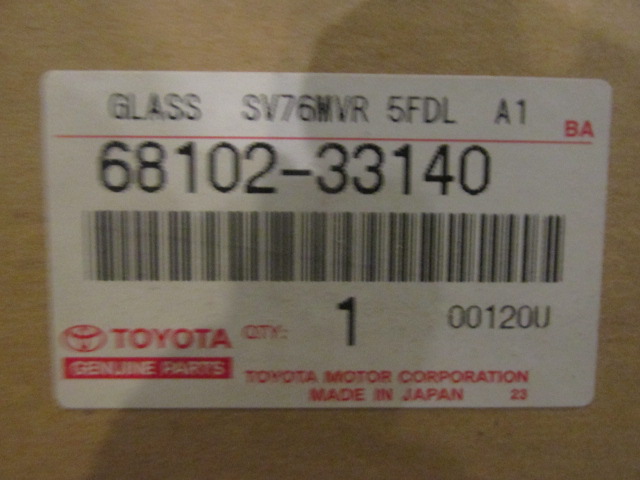 GLASS SV76MVR 5FDL A1
BA
68102-33140
QTY: 1 00120U
TOYOTA
GENUINE PARTS
TOYOTA MOTOR CORPORATION
MADE IN JAPAN 23